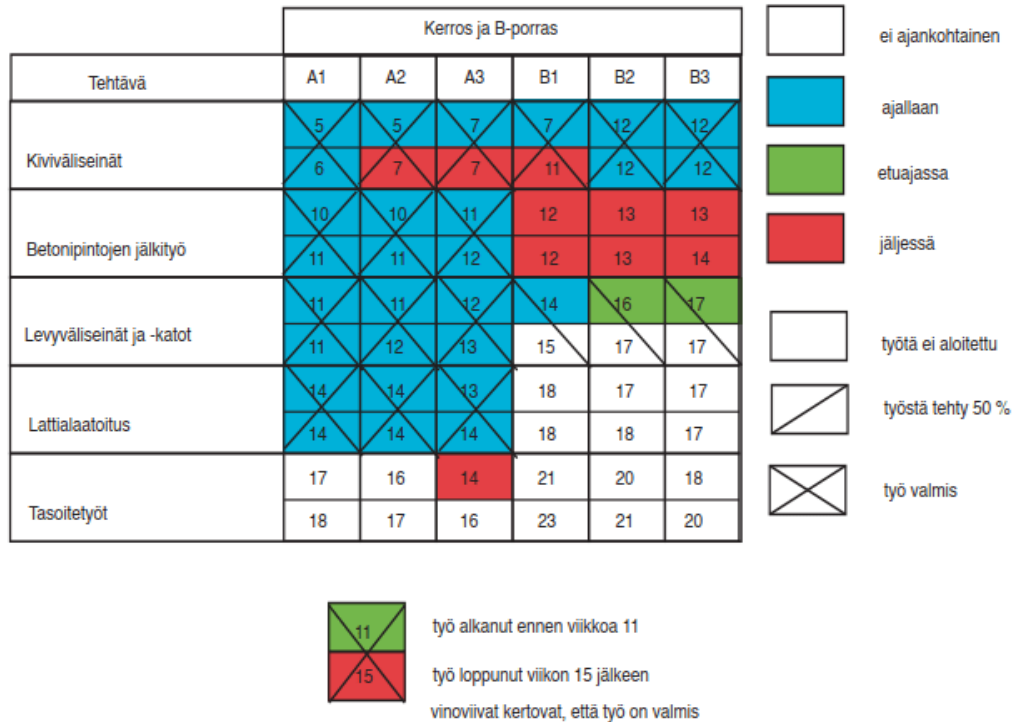 Kerros ja B-porras
Tehtävä A1 A2 A3 B1 B2 B3
5 5 7 7 12 12
Kiviväliseinät
6 7 7 11 12 12
10 10 11 12 13 13
Betonipintojen jälkityö
11 11 12 12 13 14
11 11 12 14 16 17
Levyväliseinät ja -katot
11 12 13 15 17 17
14 14 13 18 17 17
Lattialaatoitus
14 14 14 18 18 17
17 16 14 21 20 18
Tasoitetyöt
18 17 16 23 21 20
ei ajankohtainen
ajallaan
etuajassa
jäljessä
työtä ei aloitettu
työstä tehty 50 %
työ valmis
11 työ alkanut ennen viikkoa 11
15 työ loppunut viikon 15 jälkeen
vinoviivat kertovat, että työ on valmis